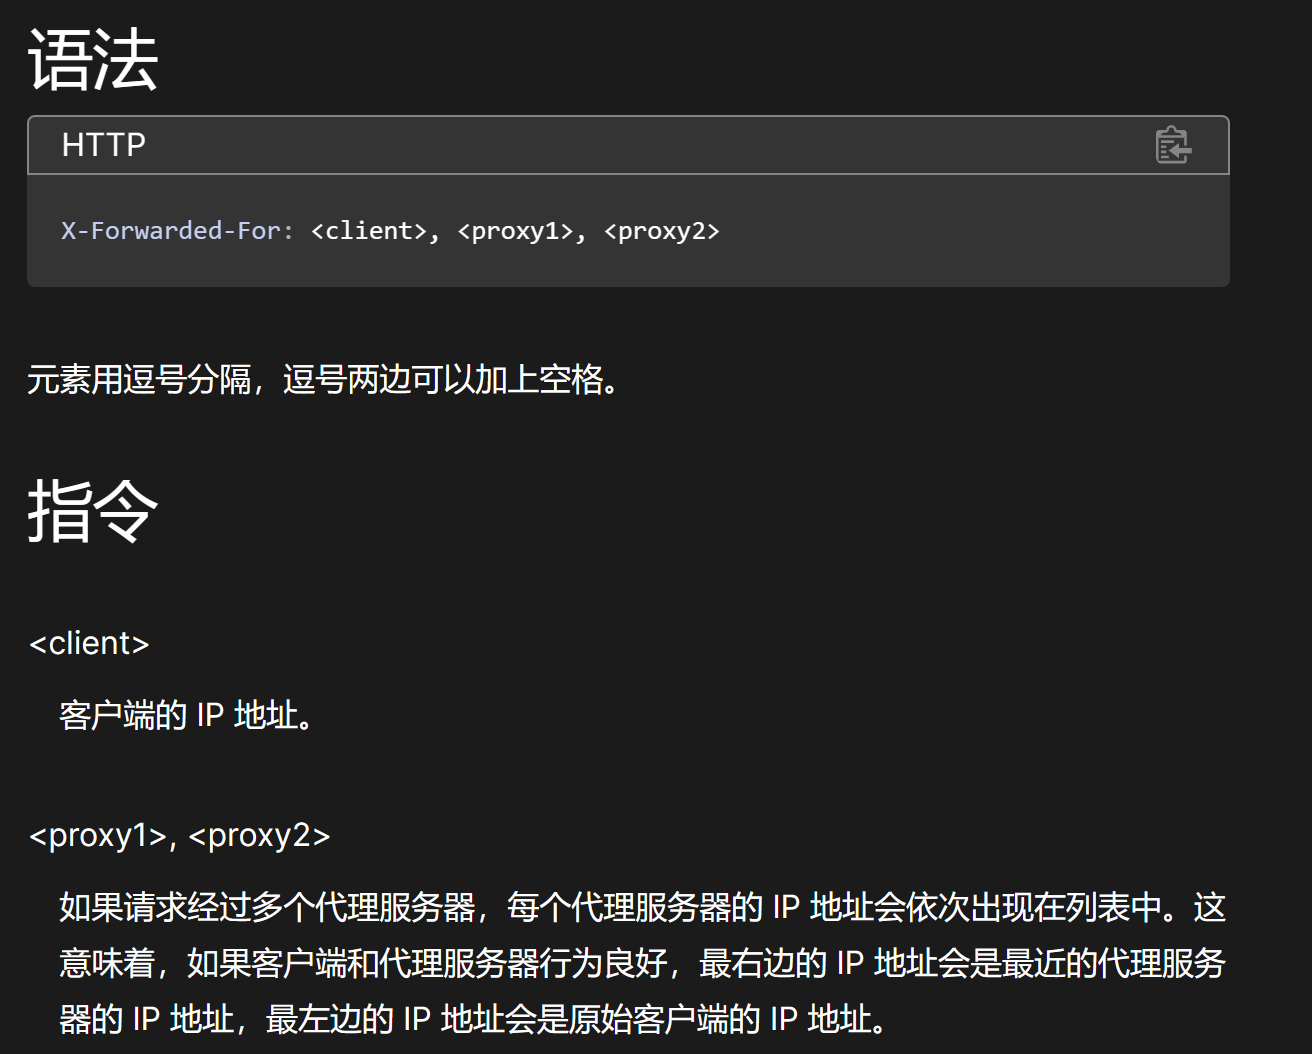 语法
HTTP
X-Forwarded-For: <client>, <proxy1>, <proxy2>
元素用逗号分隔，逗号两边可以加上空格。
指令
<client>
客户端的 IP 地址。
<proxy1>, <proxy2>
如果请求经过多个代理服务器，每个代理服务器的 IP 地址会依次出现在列表中。这
意味着，如果客户端和代理服务器行为良好，最右边的 IP 地址会是最近的代理服务
器的 IP 地址，最左边的 IP 地址会是原始客户端的 IP 地址。